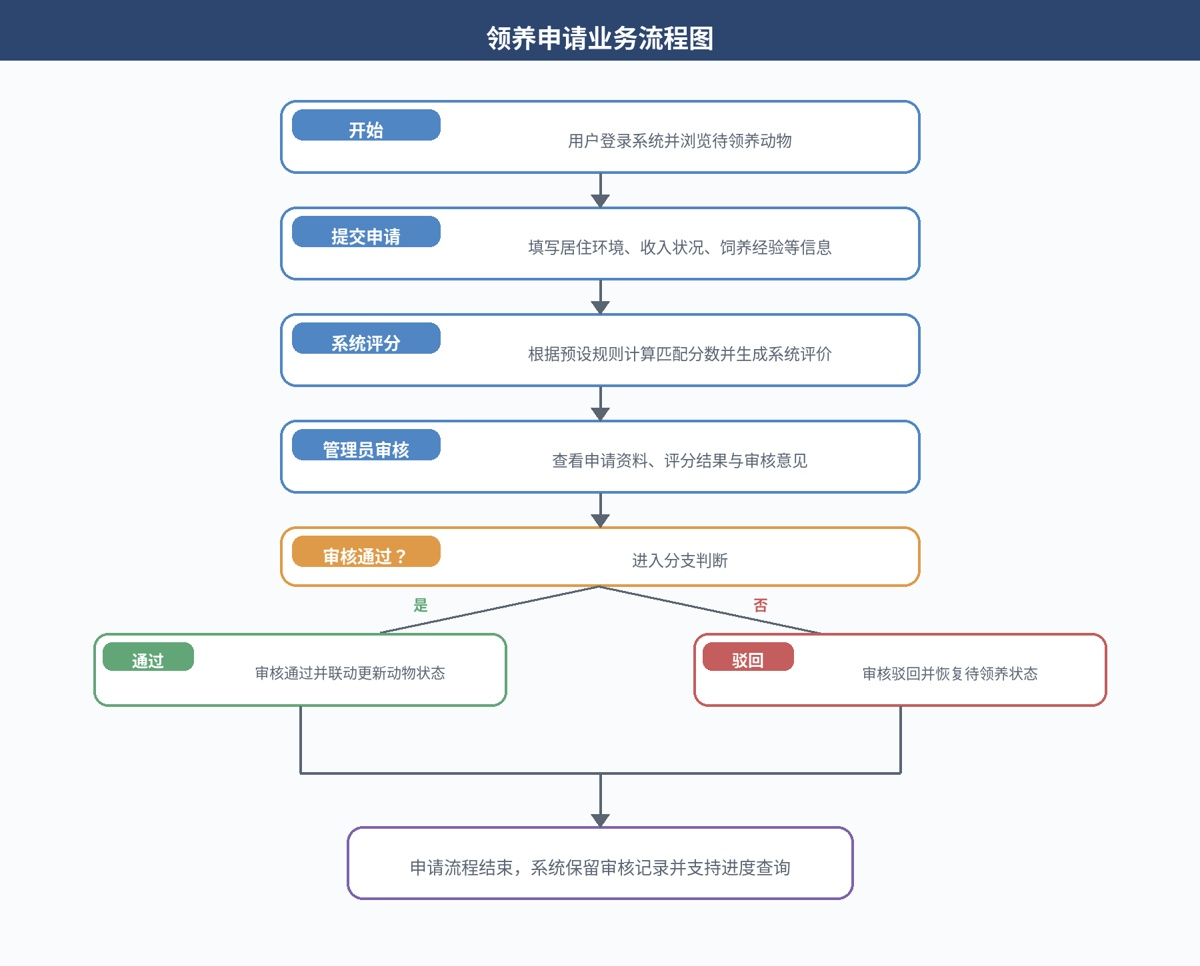 领养申请业务流程图
开始
用户登录系统并浏览待领养动物
提交申请
填写居住环境、收入状况、饲养经验等信息
系统评分
根据预设规则计算匹配分数并生成系统评价
管理员审核
查看申请资料、评分结果与审核意见
审核通过？
进入分支判断
是
否
通过
审核通过并联动更新动物状态
驳回
审核驳回并恢复待领养状态
申请流程结束，系统保留审核记录并支持进度查询